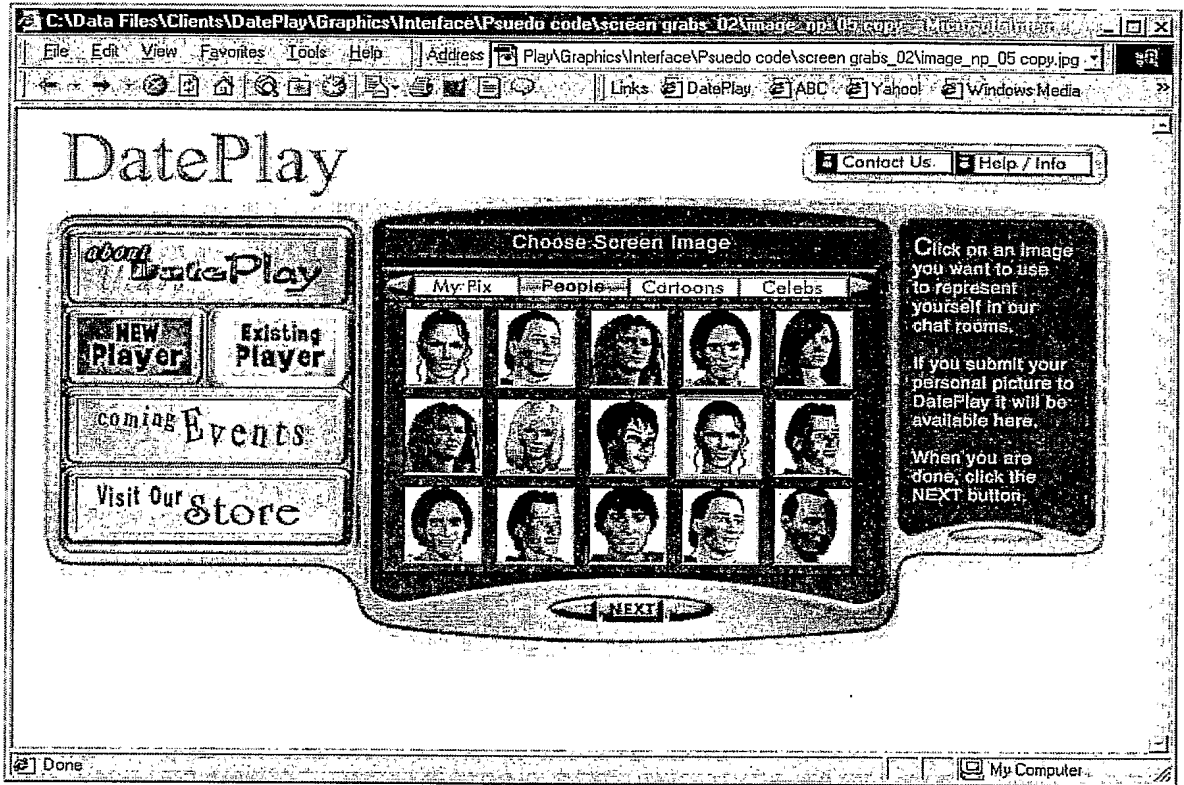 C:\Data Files\Clients\DatePlay\Graphics\Interface\Psuedo code\screen grabs_02\image_np_05 copy
File Edit View Favorites Tools Help Address Play\Graphics\Interface\Psuedo code\screen grabs_02\image_np_05 copy.jpg
Links DatePlay ABC Yahoo! Windows Media
DatePlay
Contact Us Help / Info
about DatePlay
NEW Player
Existing Player
coming Events
Visit Our Store
Choose Screen Image
My Pix People Cartoons Celebs
NEXT
Click on an image
you want to use
to represent
yourself in our
chat rooms.
If you submit your
personal picture to
DatePlay it will be
available here.
When you are
done, click the
NEXT button.
Done My Computer